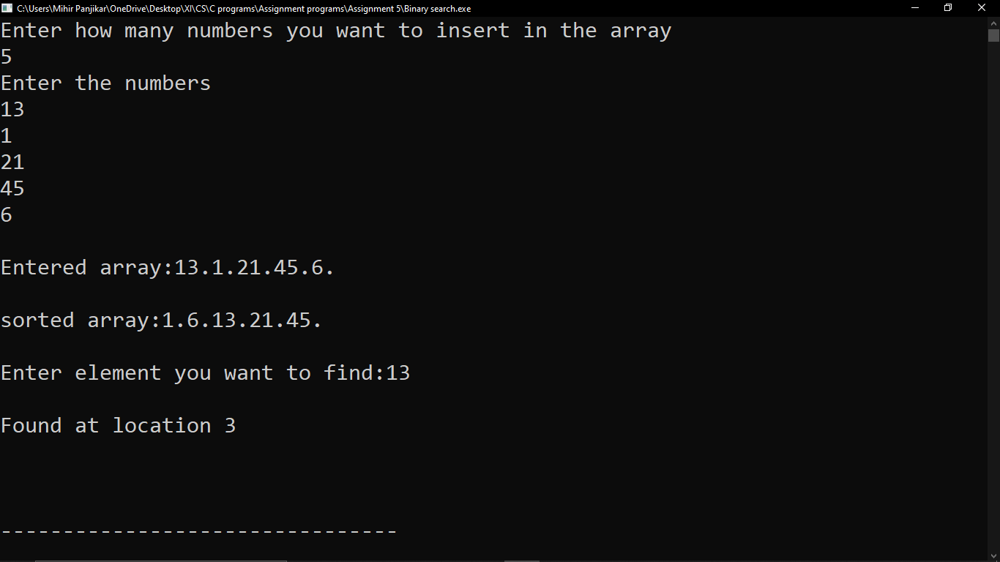 C:\Users\Mihir Panjikar\OneDrive\Desktop\XI\CS\C programs\Assignment programs\Assignment 5\Binary search.exe
Enter how many numbers you want to insert in the array
5
Enter the numbers
13
1
21
45
6
Entered array:13.1.21.45.6.
sorted array:1.6.13.21.45.
Enter element you want to find:13
Found at location 3
--------------------------------